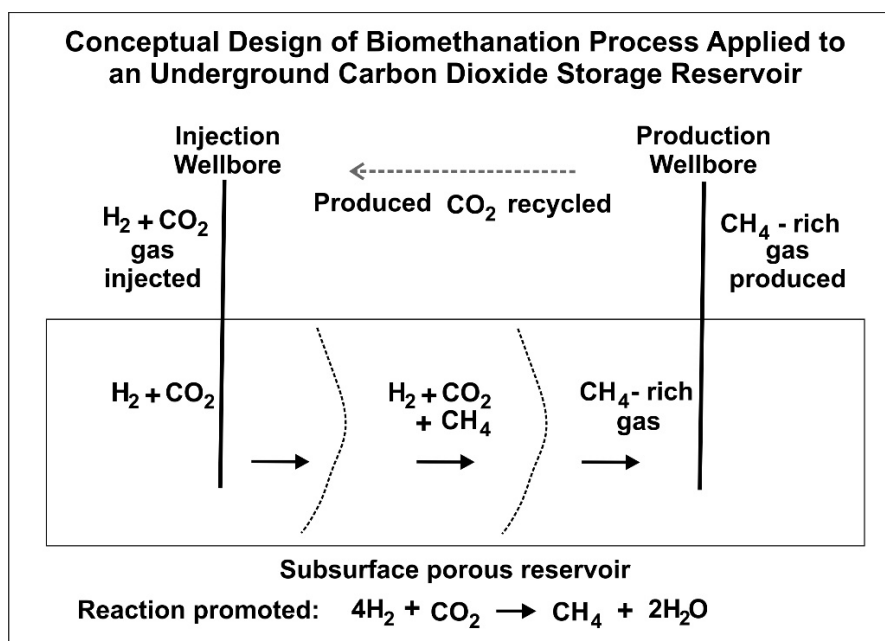 Conceptual Design of Biomethanation Process Applied to
an Underground Carbon Dioxide Storage Reservoir
Injection
Wellbore
Production
Wellbore
Produced CO₂ recycled
H₂ + CO₂
gas
injected
CH₄ - rich
gas
produced
H₂ + CO₂
H₂ + CO₂
+ CH₄
CH₄- rich
gas
Subsurface porous reservoir
Reaction promoted: 4H₂ + CO₂ → CH₄ + 2H₂O